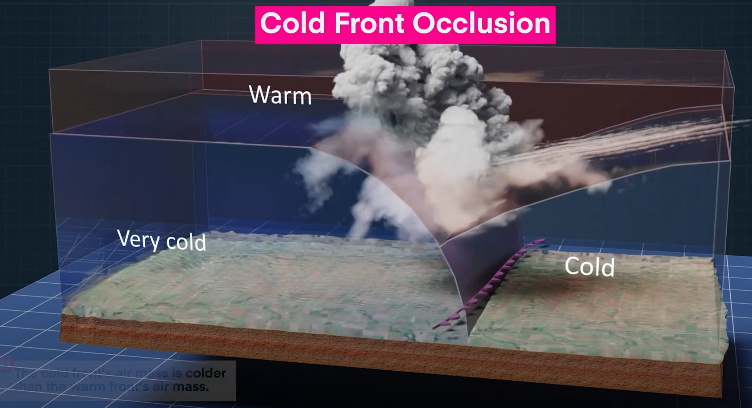 Cold Front Occlusion
Warm
Very cold
Cold
The cold front's air mass is colder
than the warm front's air mass.